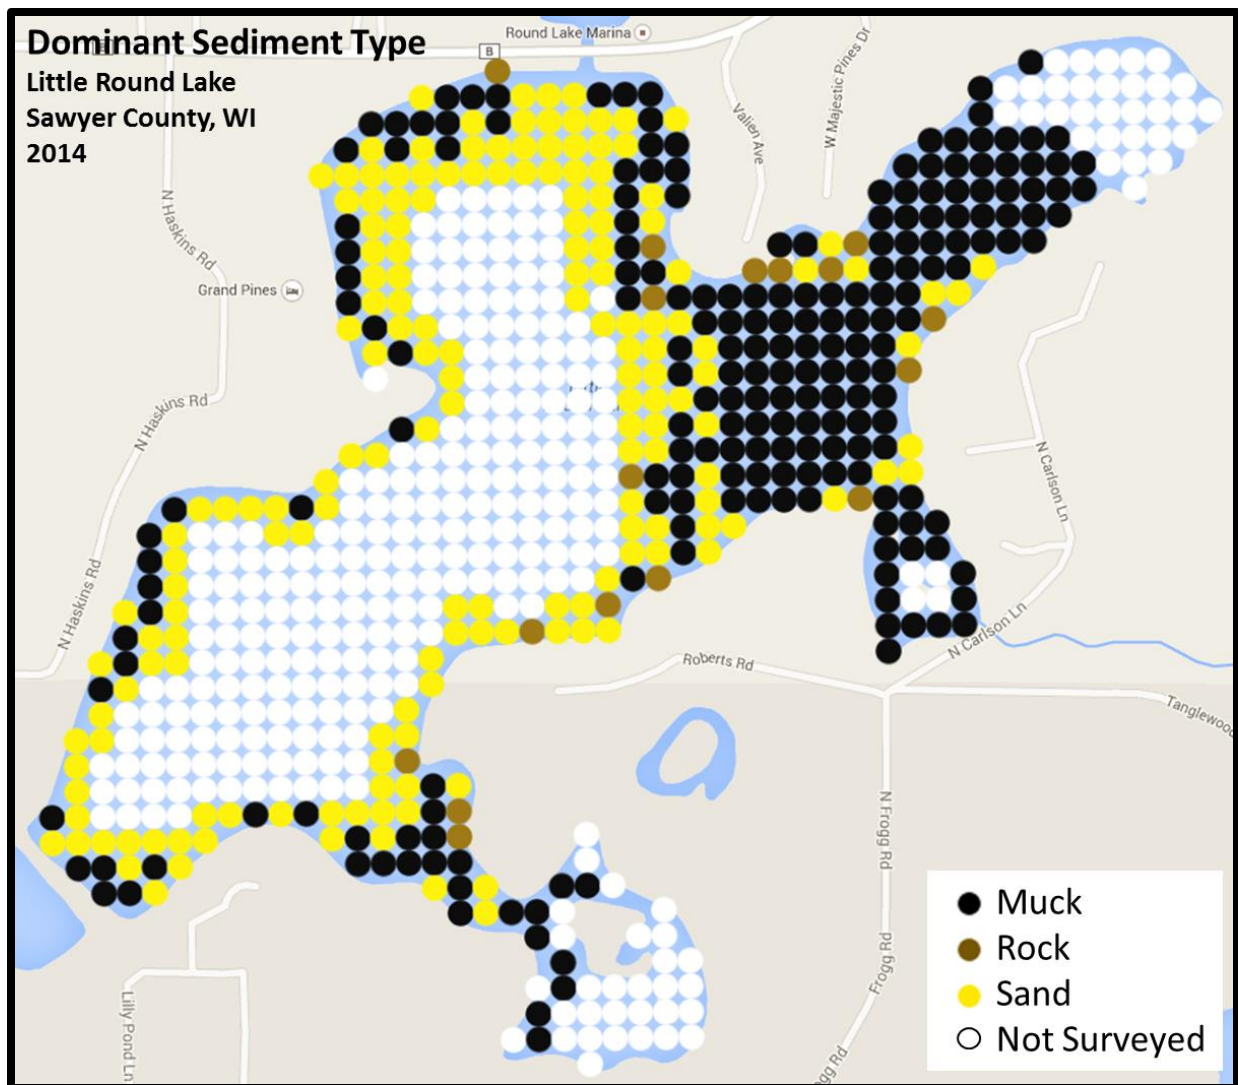 Dominant Sediment Type
Little Round Lake
Sawyer County, WI
2014
Round Lake Marina
B
W Majestic Pines Dr
Valien Ave
N Haskins Rd
Grand Pines
N Haskins Rd
N Haskins Rd
N Carlson Ln
N Carlson Ln
Roberts Rd
Tanglewood
N Frogg Rd
Frogg Rd
ogg Rd
Lilly Pond Ln
Muck
Rock
Sand
Not Surveyed